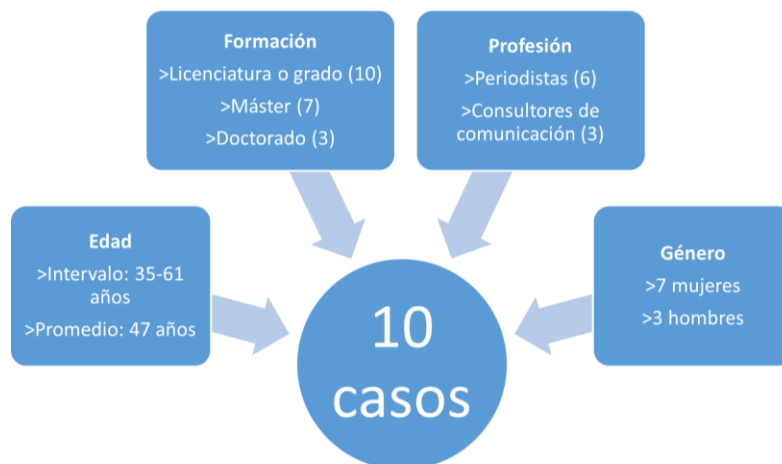 Formación
>Licenciatura o grado (10)
>Máster (7)
>Doctorado (3)
Profesión
>Periodistas (6)
>Consultores de
comunicación (3)
Edad
>Intervalo: 35-61
años
>Promedio: 47 años
Género
>7 mujeres
>3 hombres
10
casos